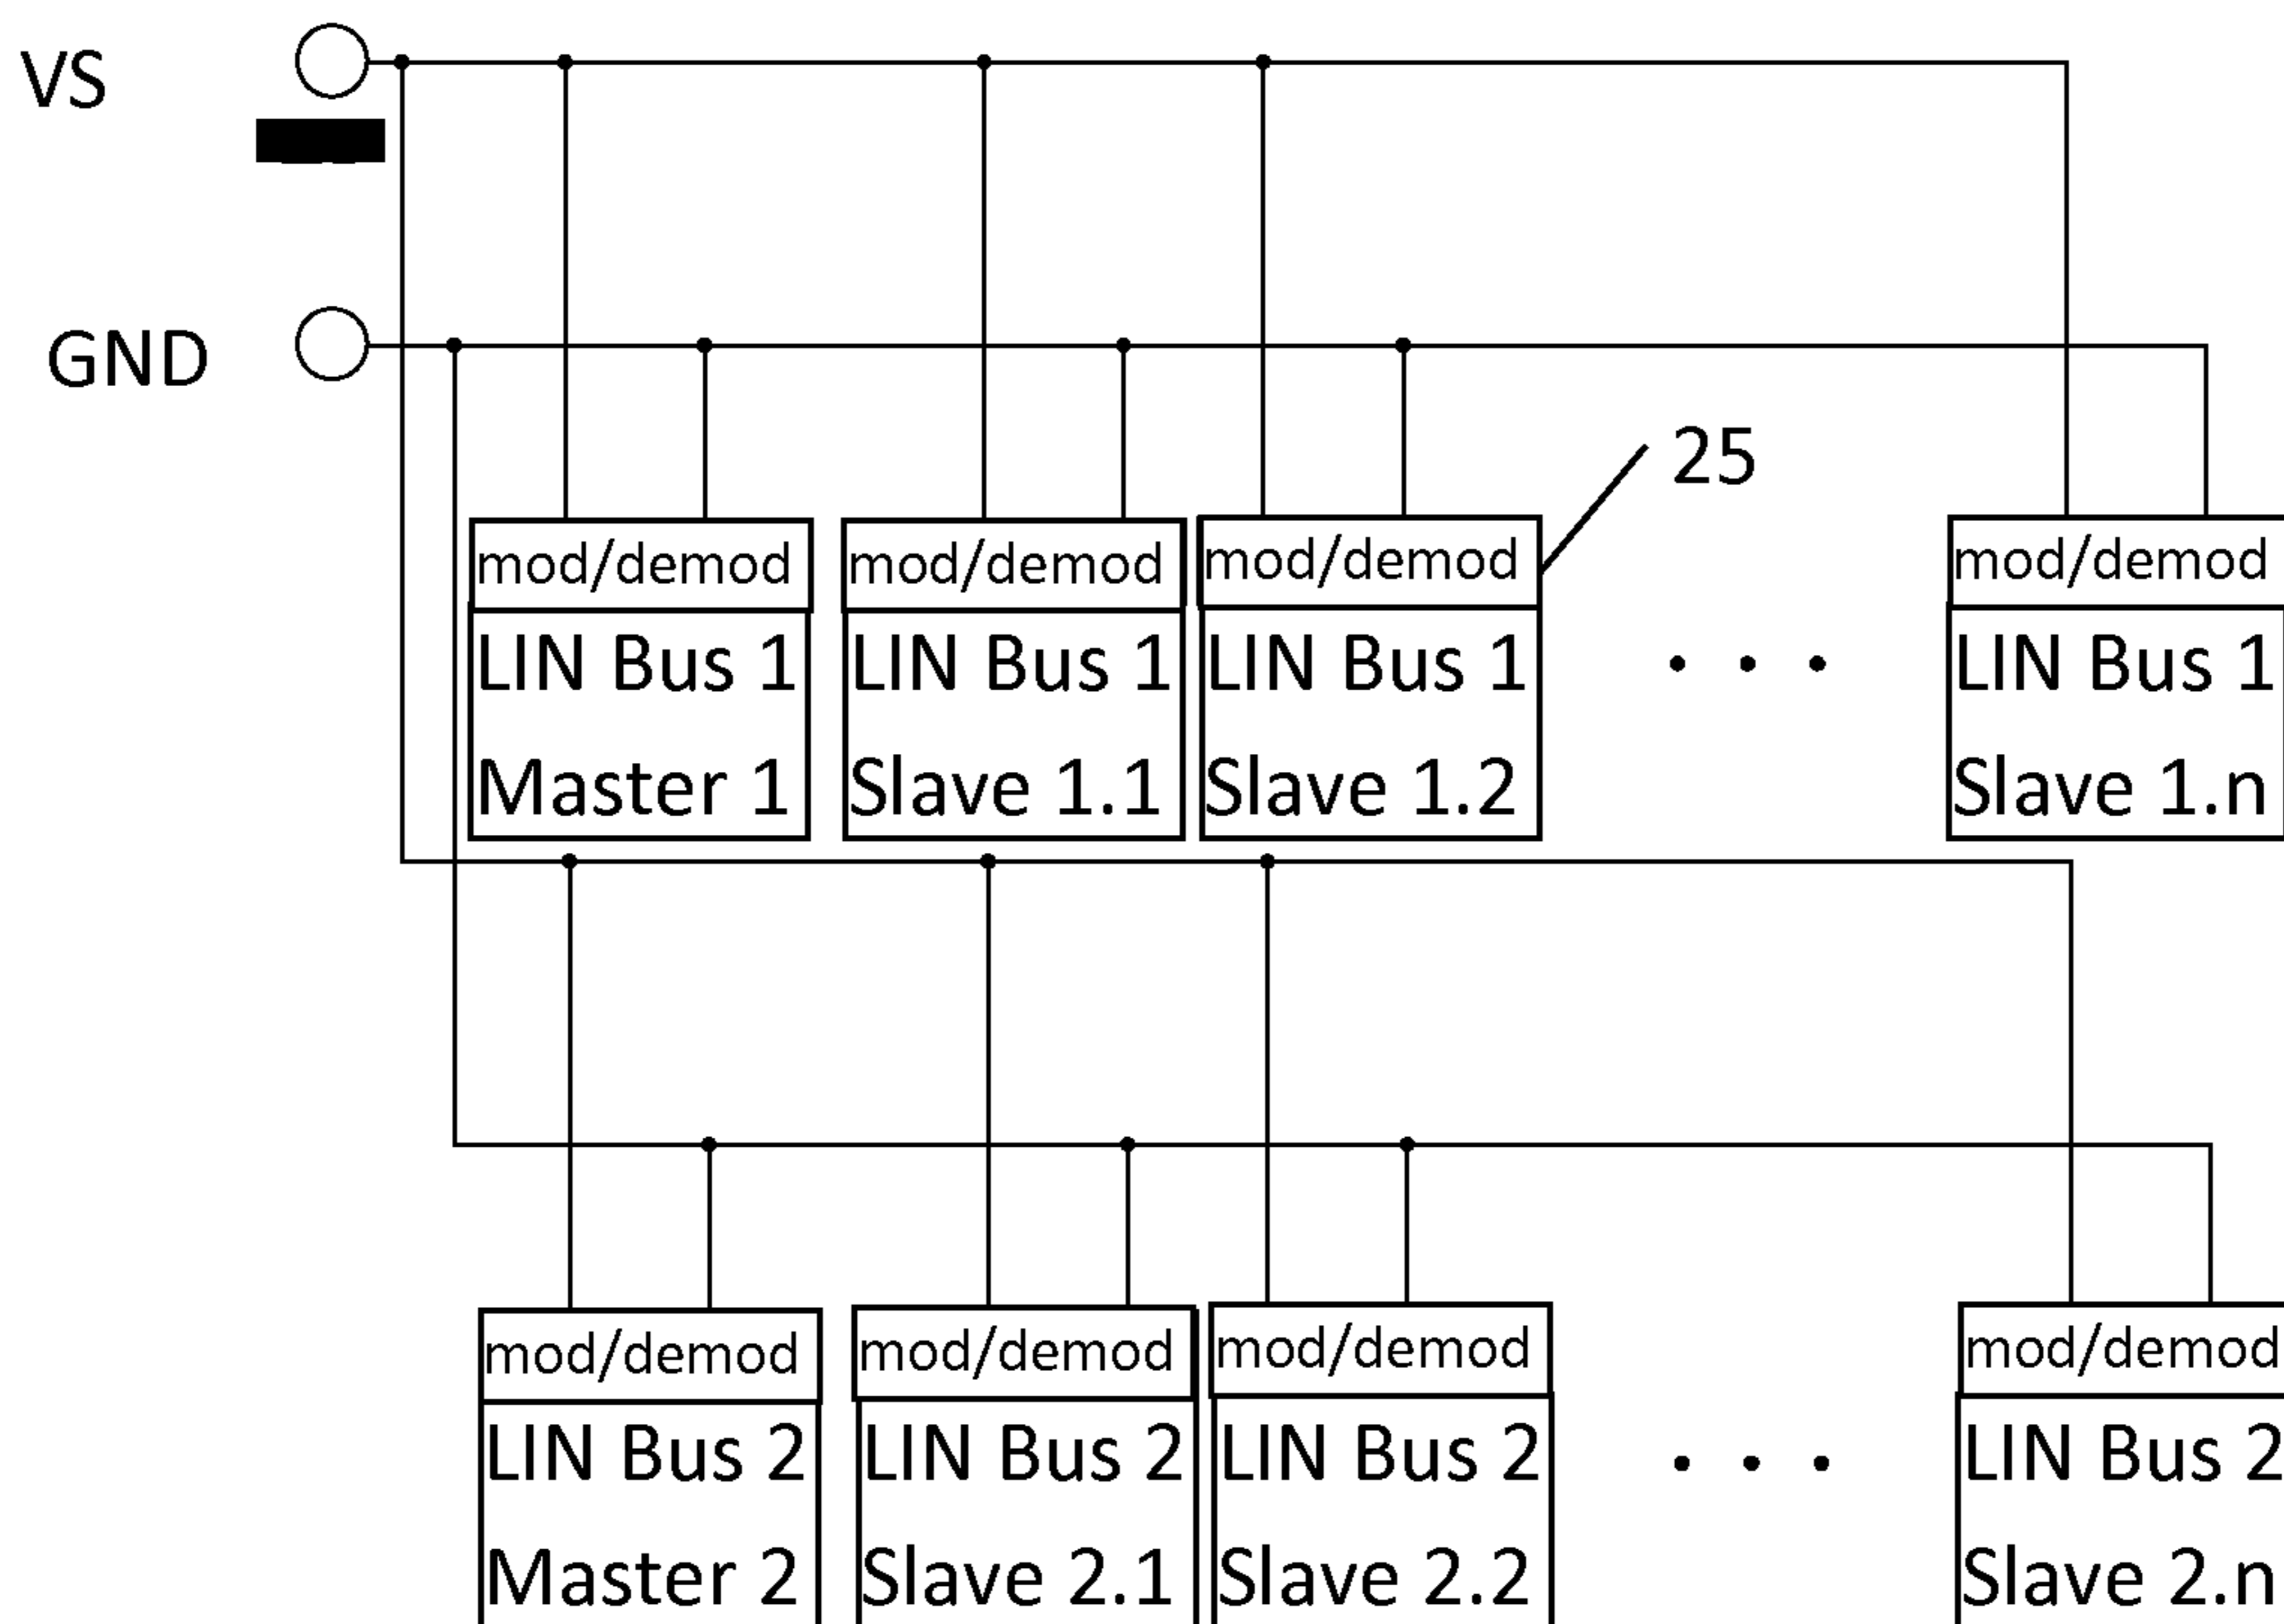 VS
GND
25
mod/demod mod/demod mod/demod mod/demod
LIN Bus 1 LIN Bus 1 LIN Bus 1 . . . LIN Bus 1
Master 1 Slave 1.1 Slave 1.2 Slave 1.n
mod/demod mod/demod mod/demod mod/demod
LIN Bus 2 LIN Bus 2 LIN Bus 2 . . . LIN Bus 2
Master 2 Slave 2.1 Slave 2.2 Slave 2.n